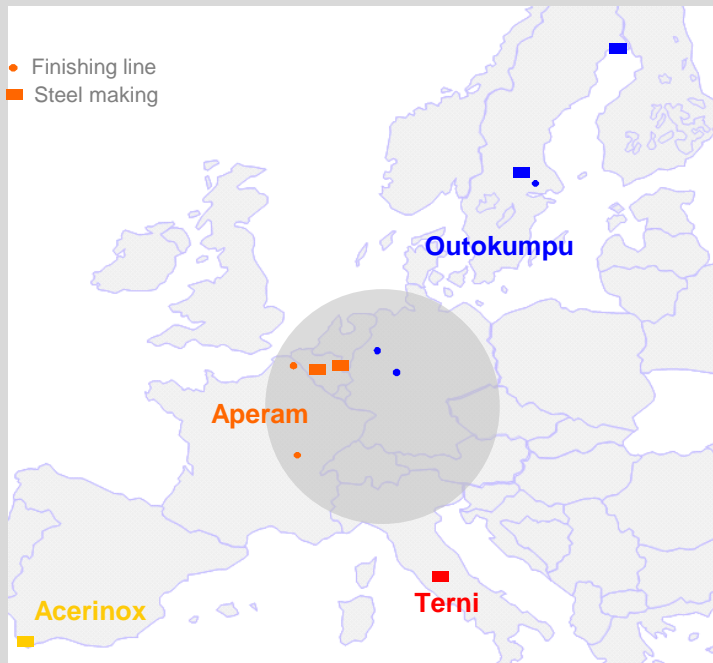 Finishing line
Steel making
Outokumpu
Aperam
Acerinox
Terni